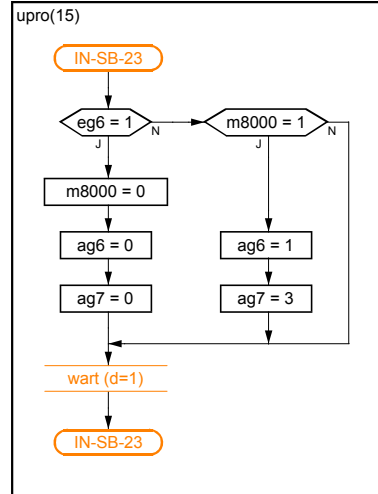 upro(15)
IN-SB-23
eg6 = 1
N
J
m8000 = 1
N
J
m8000 = 0
ag6 = 0
ag6 = 1
ag7 = 0
ag7 = 3
wart (d=1)
IN-SB-23